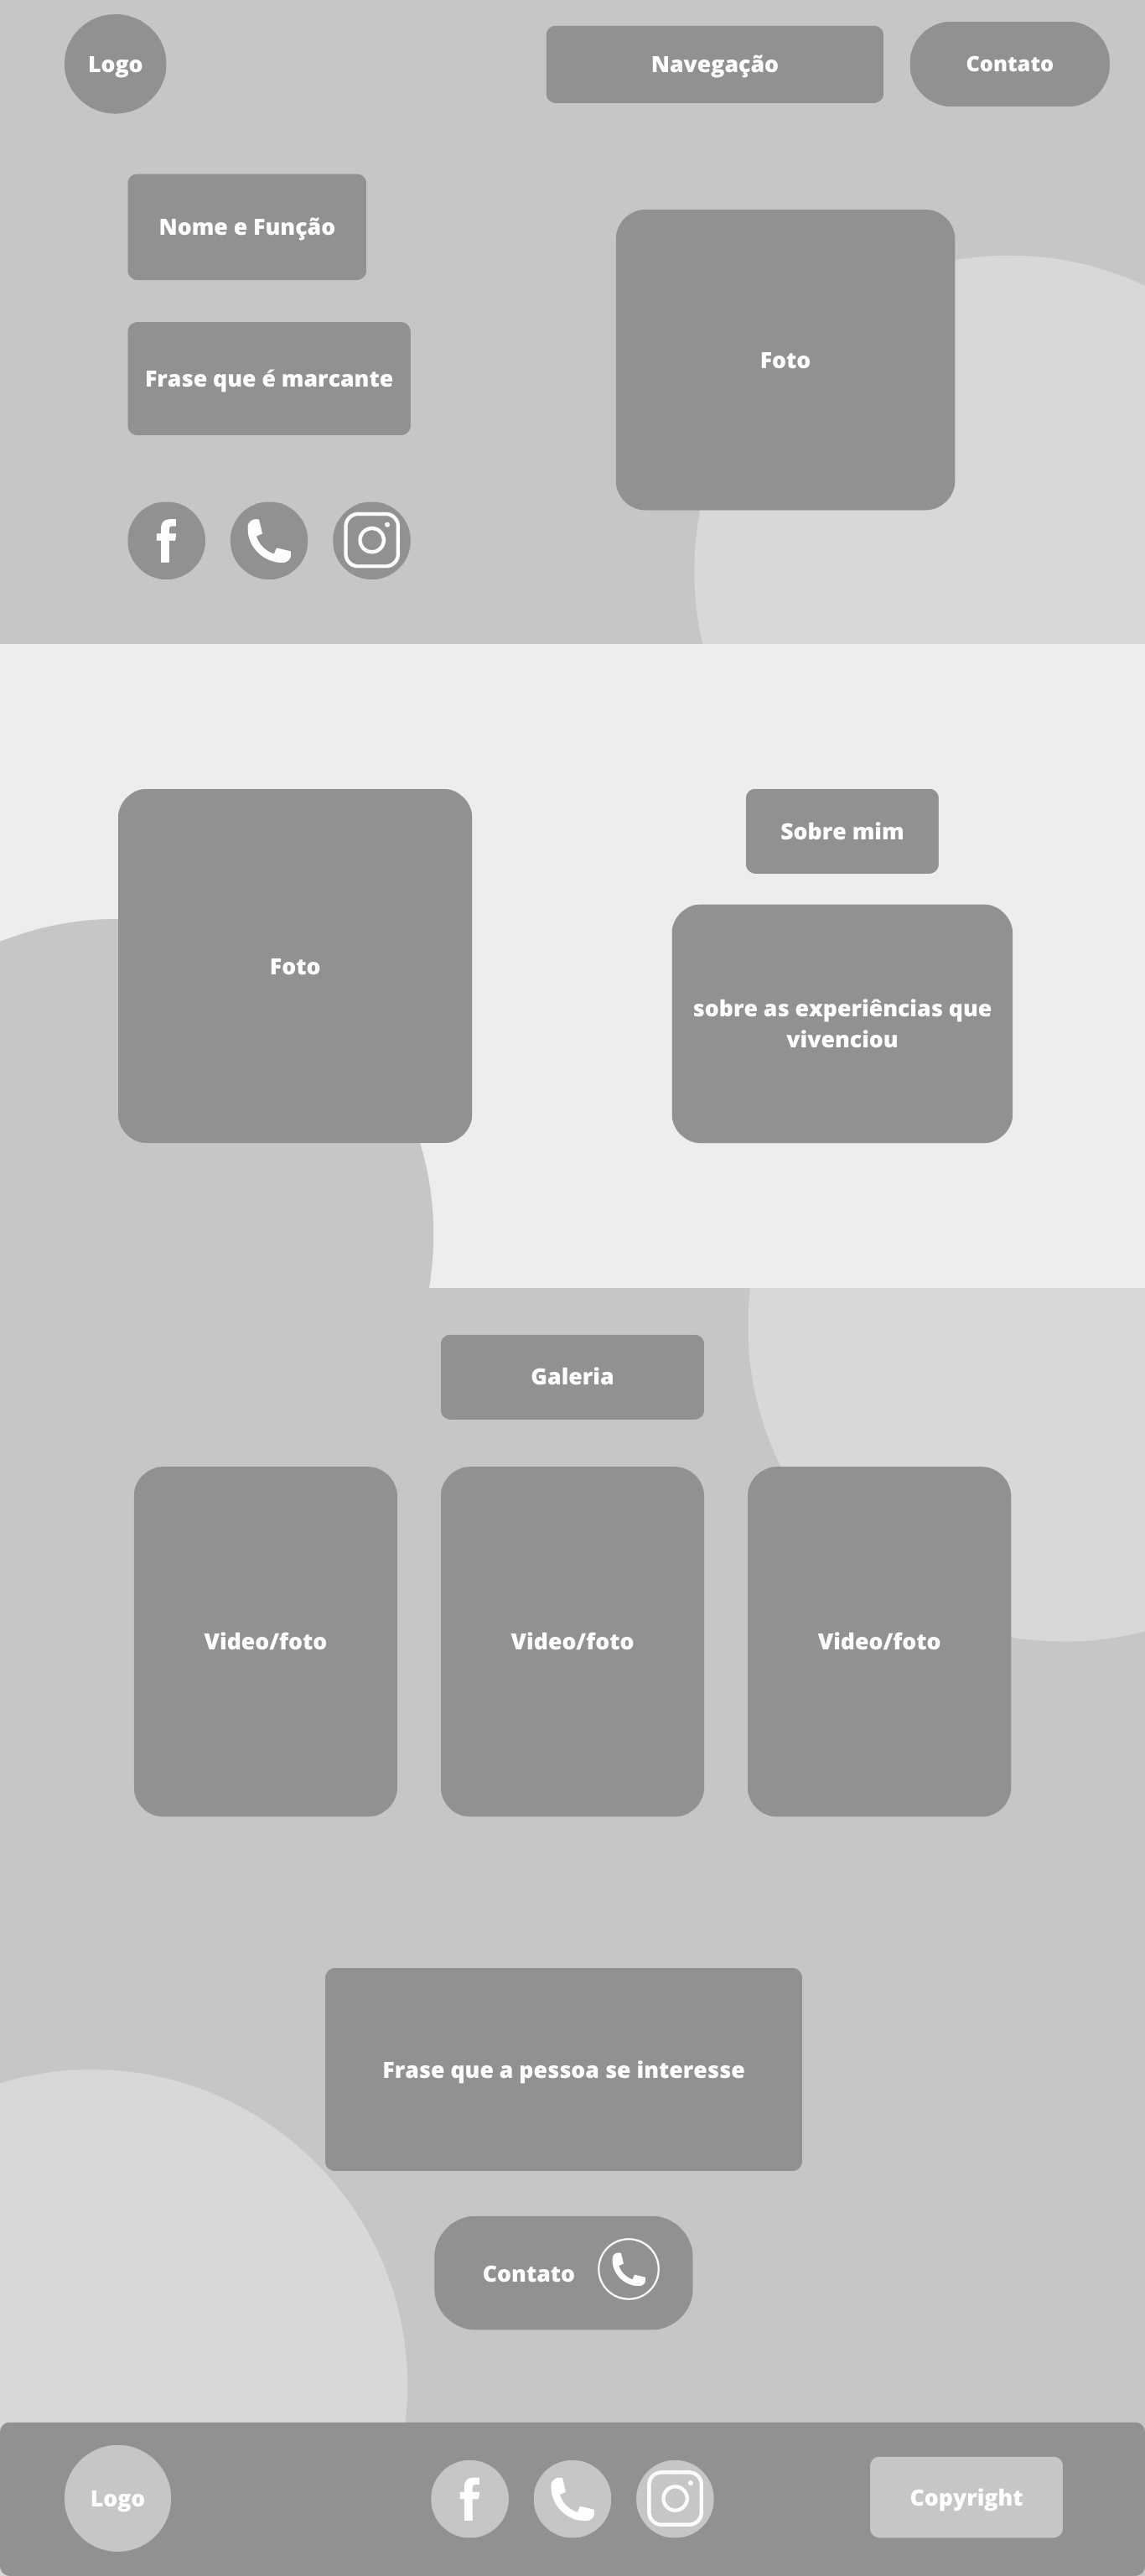 Logo
Navegação
Contato
Nome e Função
Frase que é marcante
Foto
Foto
Sobre mim
sobre as experiências que
vivenciou
Galeria
Video/foto
Video/foto
Video/foto
Frase que a pessoa se interesse
Contato
Logo
Copyright